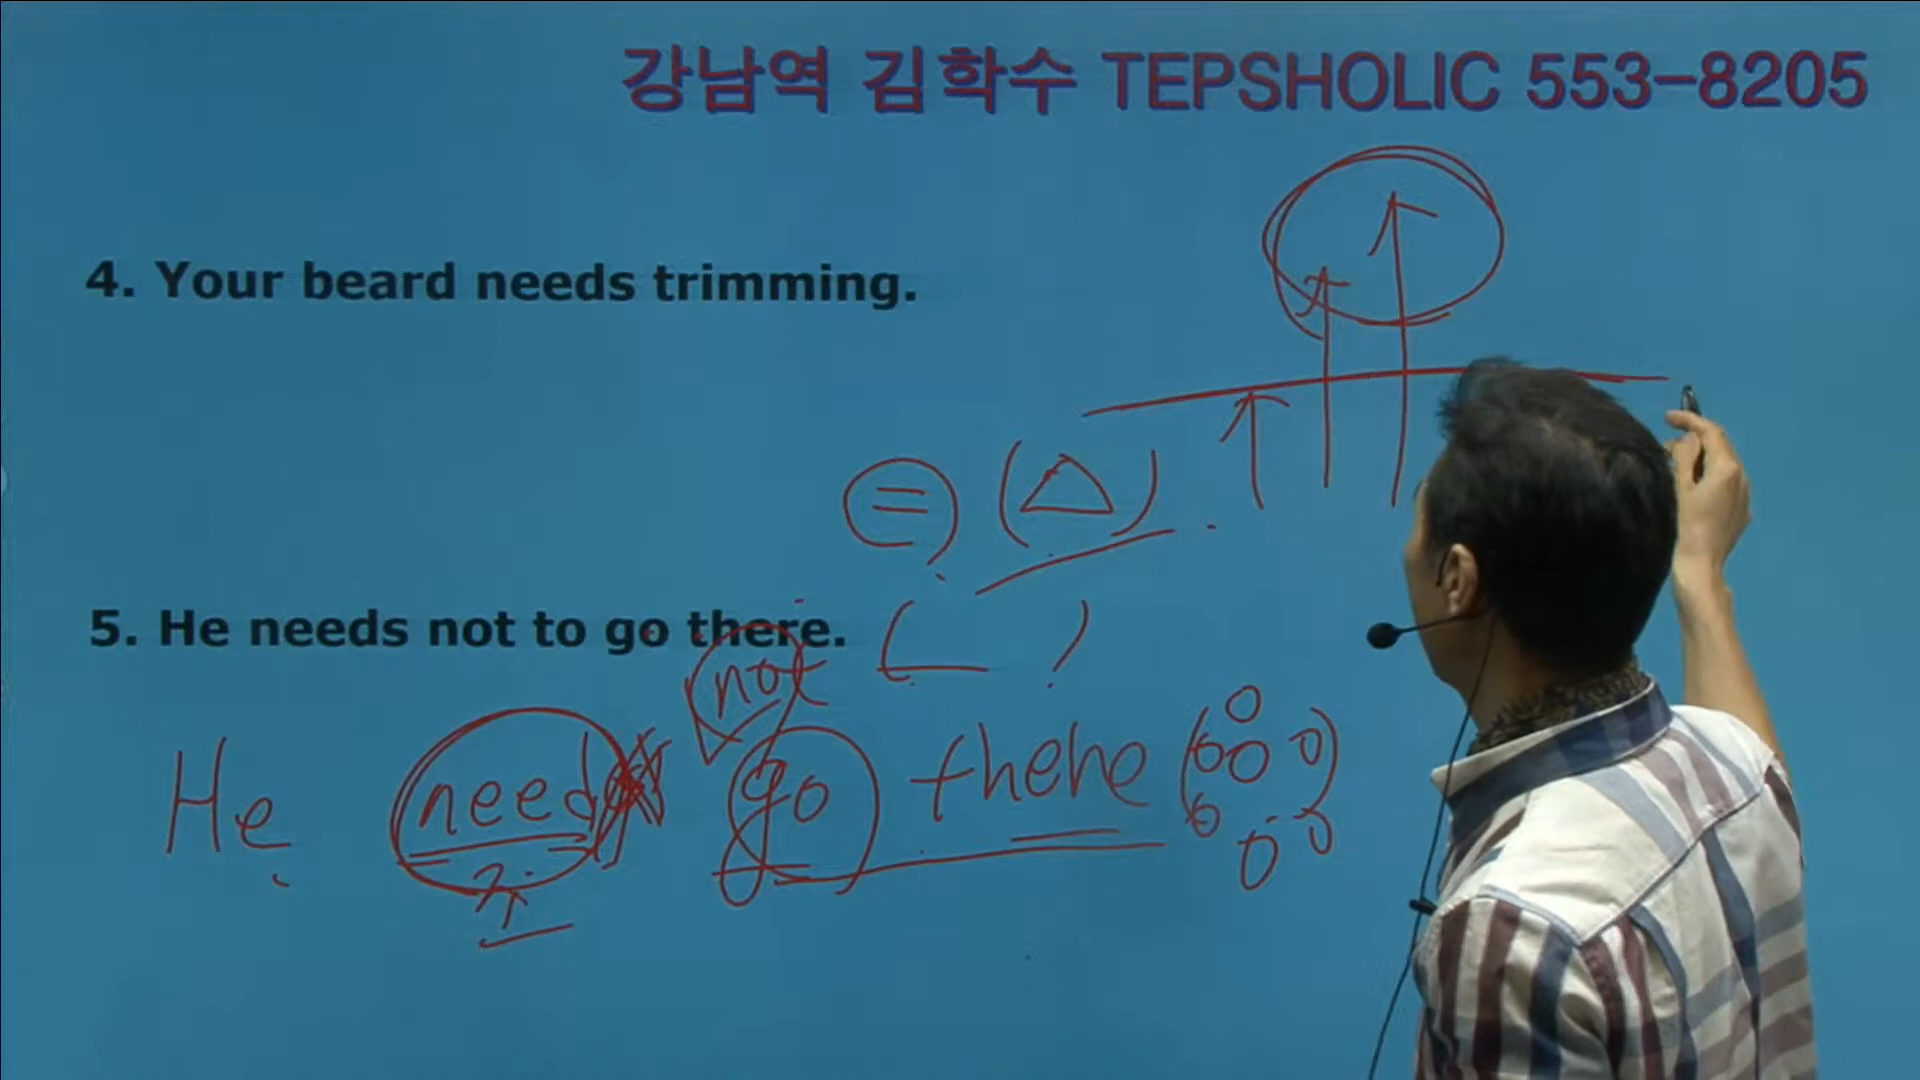 강남역 김학수 TEPSHOLIC 553-8205
4. Your beard needs trimming.
5. He needs not to go there.
not
He need go there
조